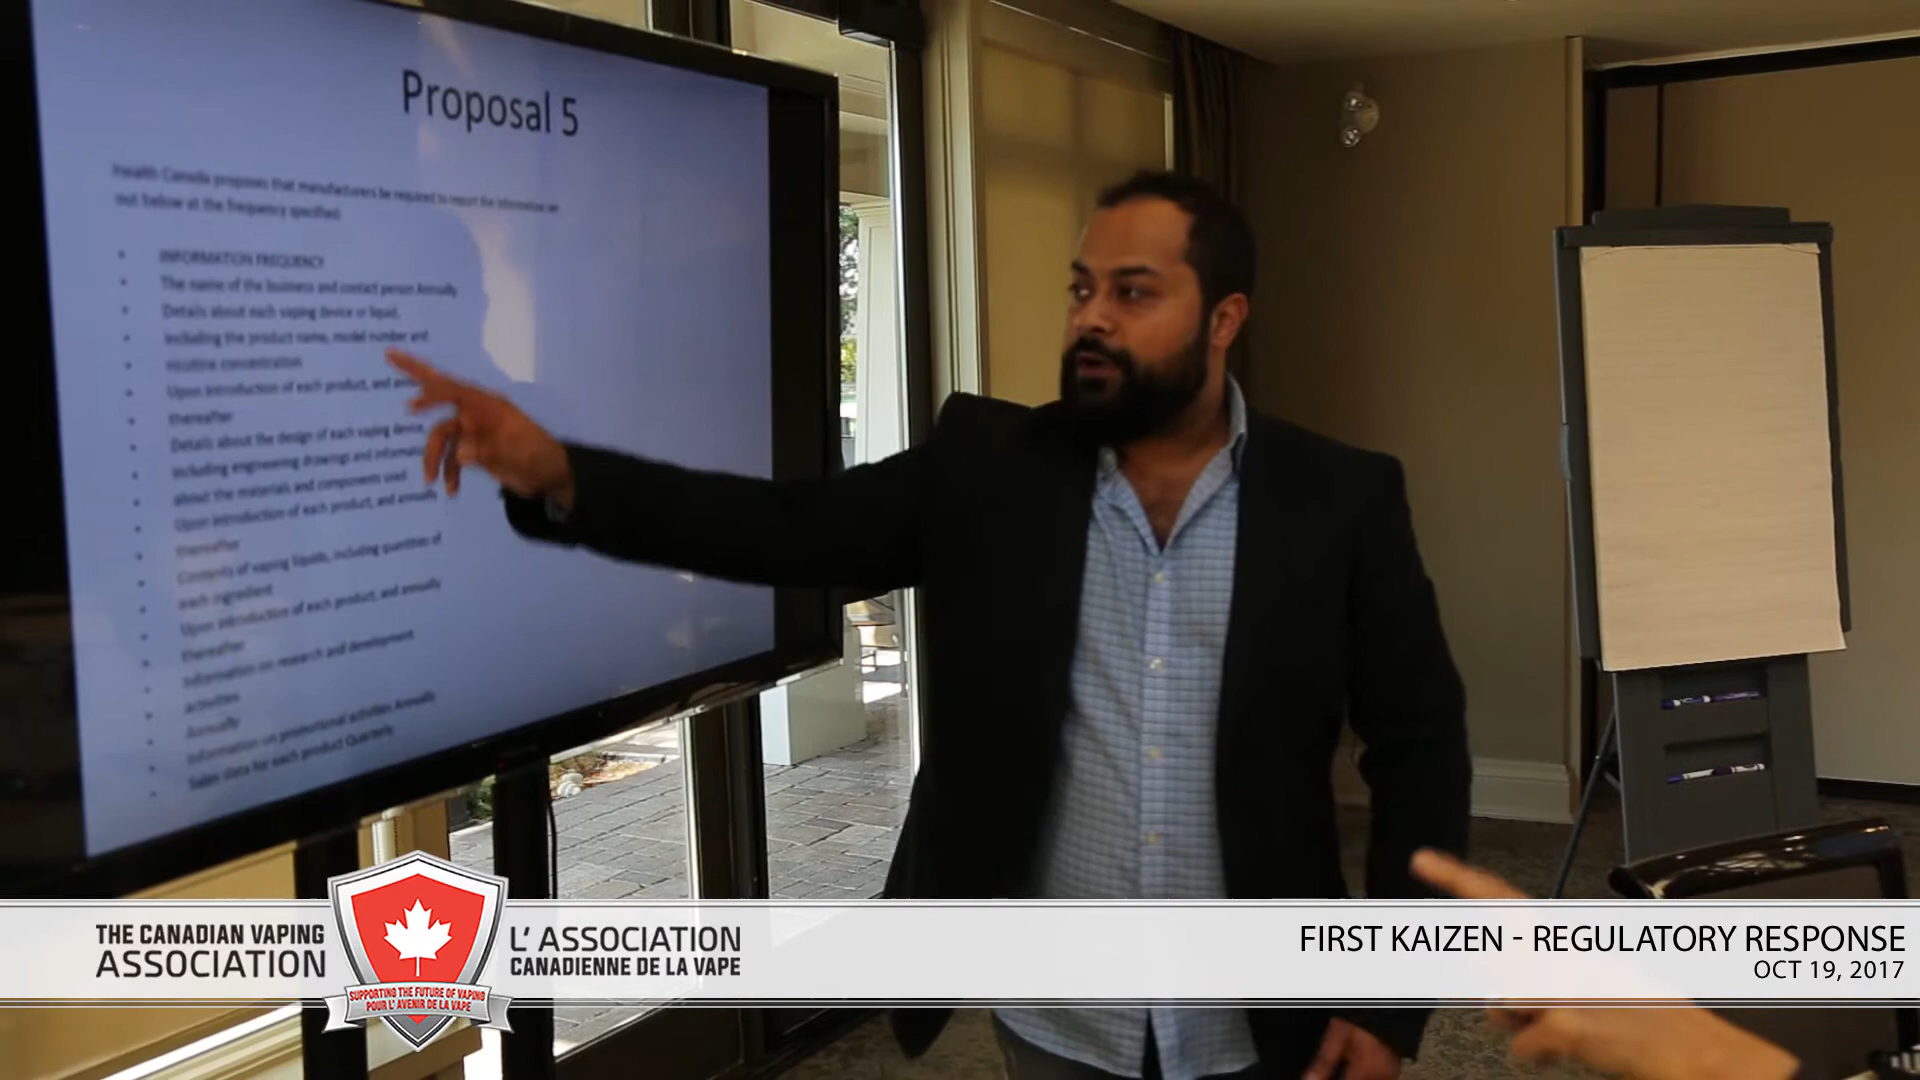 Proposal 5
Health Canada proposes that manufacturers be required to report the information set
out below at the frequency specified:
• INFORMATION FREQUENCY
• The name of the business and contact person Annually
• Details about each vaping device or liquid,
• including the product name, model number and
• nicotine concentration
• Upon introduction of each product, and
• thereafter
• Details about the design of each vaping device,
• including engineering drawings and
• about the materials and components used
• Upon introduction of each product, and annually
• thereafter
• Contents of vaping liquids, including quantities of
• each ingredient
• Upon introduction of each product, and annually
• thereafter
• Information on research and development
• activities
• Annually
• Information on promotional activities Annually
• Sales data for each product Quarterly
THE CANADIAN VAPING
ASSOCIATION
L' ASSOCIATION
CANADIENNE DE LA VAPE
SUPPORTING THE FUTURE OF VAPING
POUR L' AVENIR DE LA VAPE
FIRST KAIZEN - REGULATORY RESPONSE
OCT 19, 2017